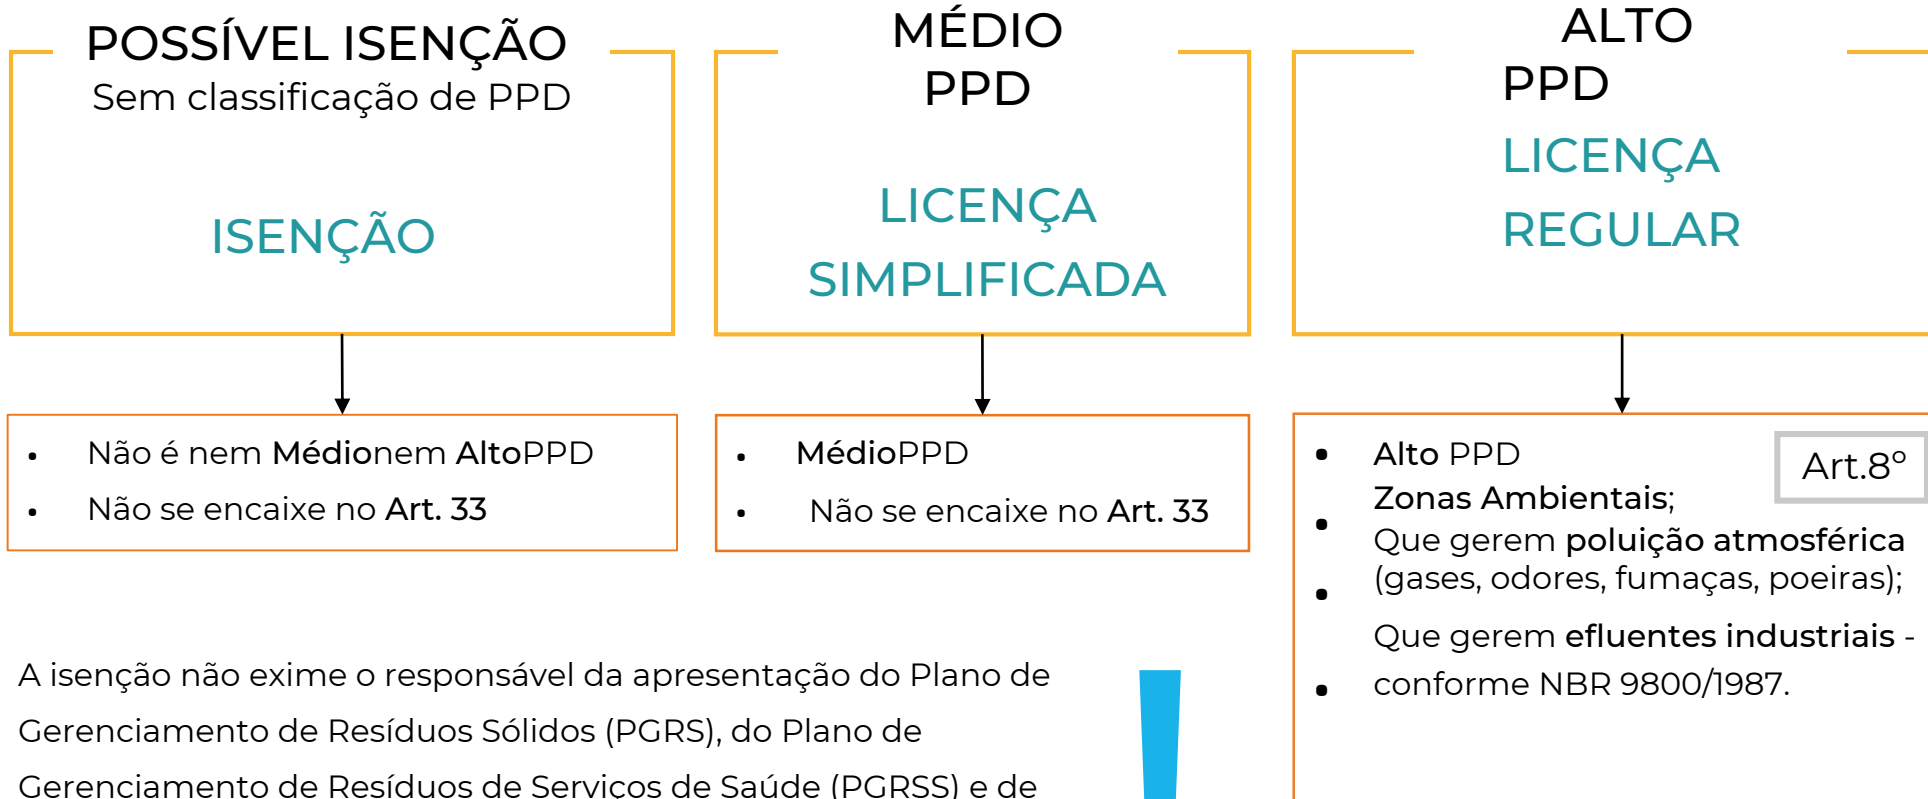 POSSÍVEL ISENÇÃO
Sem classificação de PPD
ISENÇÃO
• Não é nem Médionem AltoPPD
• Não se encaixe no Art. 33
MÉDIO
PPD
LICENÇA
SIMPLIFICADA
• MédioPPD
• Não se encaixe no Art. 33
ALTO
PPD
LICENÇA
REGULAR
• Alto PPD
Art.8º
• Zonas Ambientais;
• Que gerem poluição atmosférica
(gases, odores, fumaças, poeiras);
• Que gerem efluentes industriais -
conforme NBR 9800/1987.
A isenção não exime o responsável da apresentação do Plano de
Gerenciamento de Resíduos Sólidos (PGRS), do Plano de
Gerenciamento de Resíduos de Serviços de Saúde (PGRSS) e de